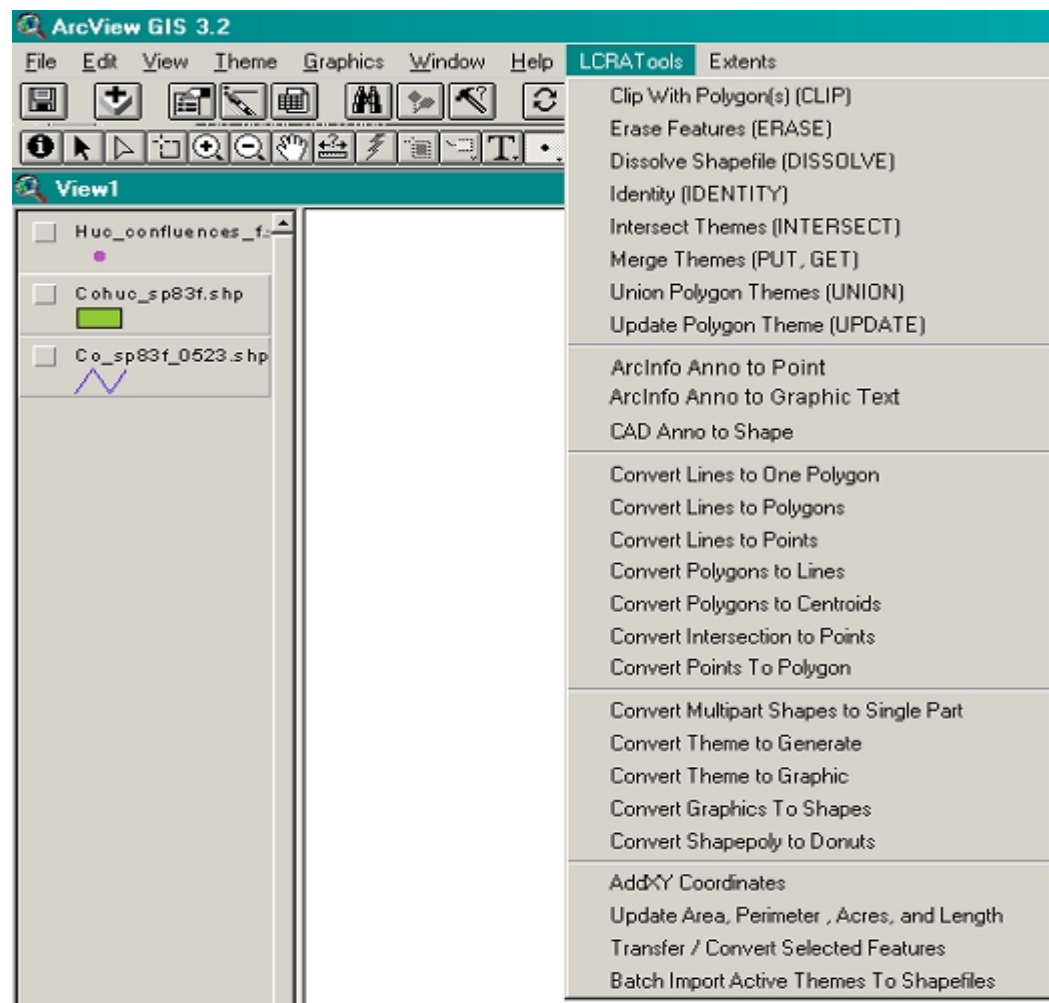 ArcView GIS 3.2
File Edit View Theme Graphics Window Help LCRATools Extents
View1
Huc_confluences_f.
Cohuc_sp83f.shp
Co_sp83f_0523.shp
Clip With Polygon(s) (CLIP)
Erase Features (ERASE)
Dissolve Shapefile (DISSOLVE)
Identity (IDENTITY)
Intersect Themes (INTERSECT)
Merge Themes (PUT, GET)
Union Polygon Themes (UNION)
Update Polygon Theme (UPDATE)
ArcInfo Anno to Point
ArcInfo Anno to Graphic Text
CAD Anno to Shape
Convert Lines to One Polygon
Convert Lines to Polygons
Convert Lines to Points
Convert Polygons to Lines
Convert Polygons to Centroids
Convert Intersection to Points
Convert Points To Polygon
Convert Multipart Shapes to Single Part
Convert Theme to Generate
Convert Theme to Graphic
Convert Graphics To Shapes
Convert Shapepoly to Donuts
AddXY Coordinates
Update Area, Perimeter , Acres, and Length
Transfer / Convert Selected Features
Batch Import Active Themes To Shapefiles